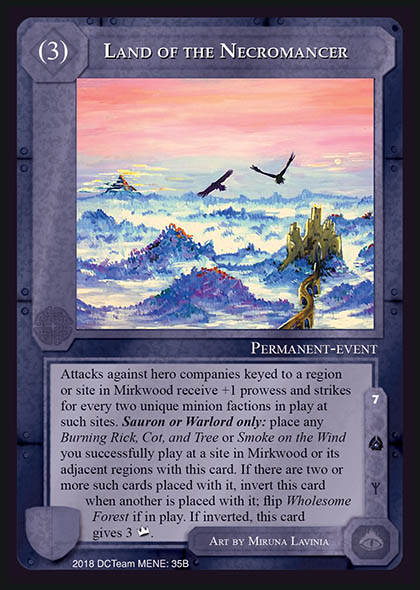 (3)
Land of the Necromancer
Permanent-event
Attacks against hero companies keyed to a region
or site in Mirkwood receive +1 prowess and strikes
for every two unique minion factions in play at
such sites. Sauron or Warlord only: place any
Burning Rick, Cot, and Tree or Smoke on the Wind
you successfully play at a site in Mirkwood or its
adjacent regions with this card. If there are two or
more such cards placed with it, invert this card
when another is placed with it; flip Wholesome
Forest if in play. If inverted, this card
gives 3
.
7
Art by Miruna Lavinia
2018 DCTeam MENE: 35B